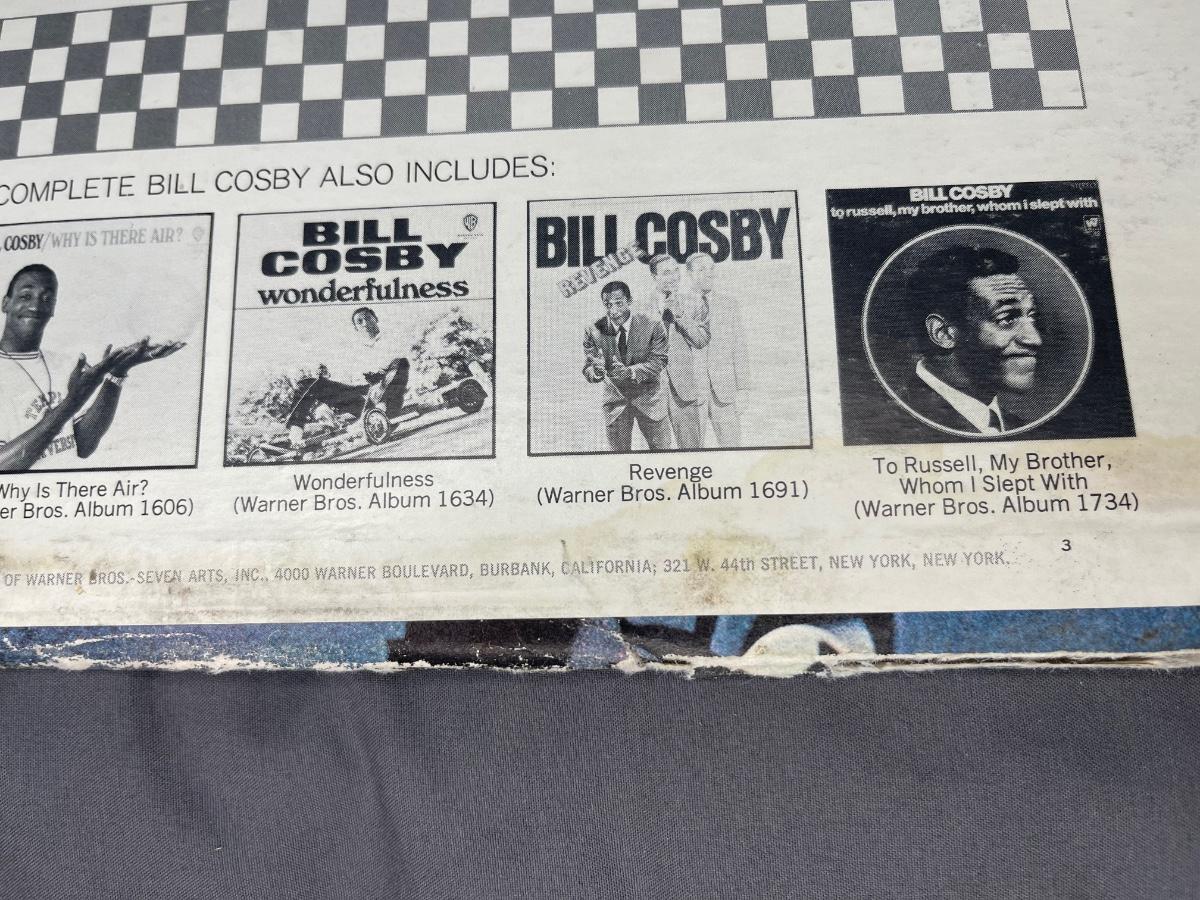 COMPLETE BILL COSBY ALSO INCLUDES:
COSBY/WHY IS THERE AIR?
BILL
COSBY
wonderfulness
BILL COSBY
REVENGE
BILL COSBY
to russell, my brother, whom i slept with
STEREO
Why Is There Air?
er Bros. Album 1606)
Wonderfulness
(Warner Bros. Album 1634)
Revenge
(Warner Bros. Album 1691)
To Russell, My Brother,
Whom I Slept With
(Warner Bros. Album 1734)
OF WARNER BROS.-SEVEN ARTS, INC., 4000 WARNER BOULEVARD, BURBANK, CALIFORNIA; 321 W. 44th STREET, NEW YORK, NEW YORK.
3